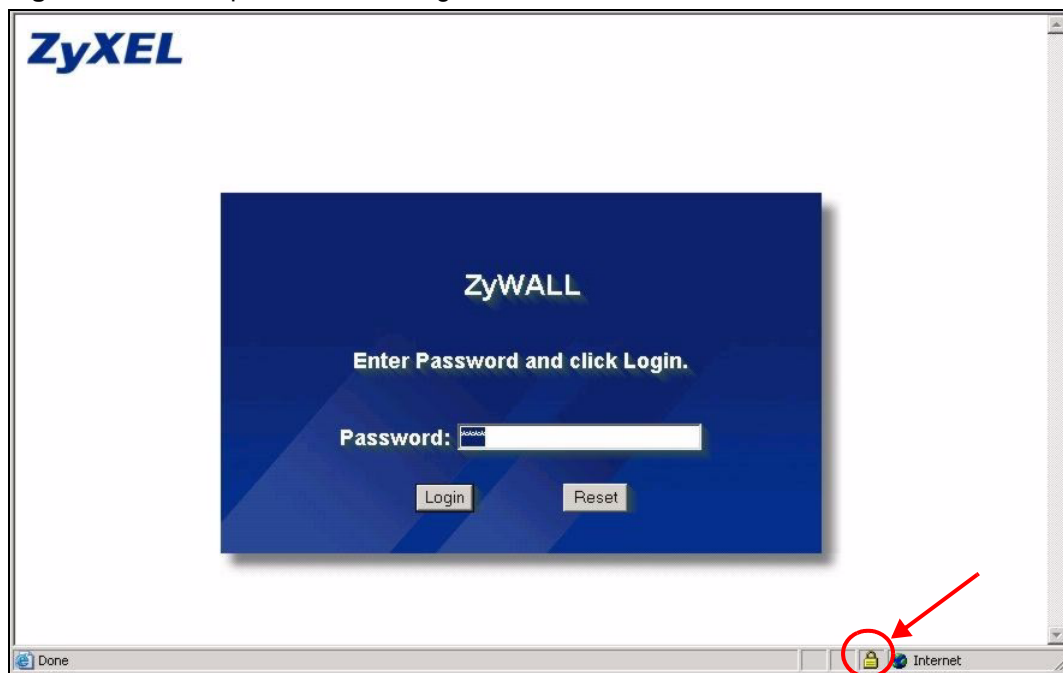 ZyXEL
ZyWALL
Enter Password and click Login.
Password: ****
Login Reset
Done Internet